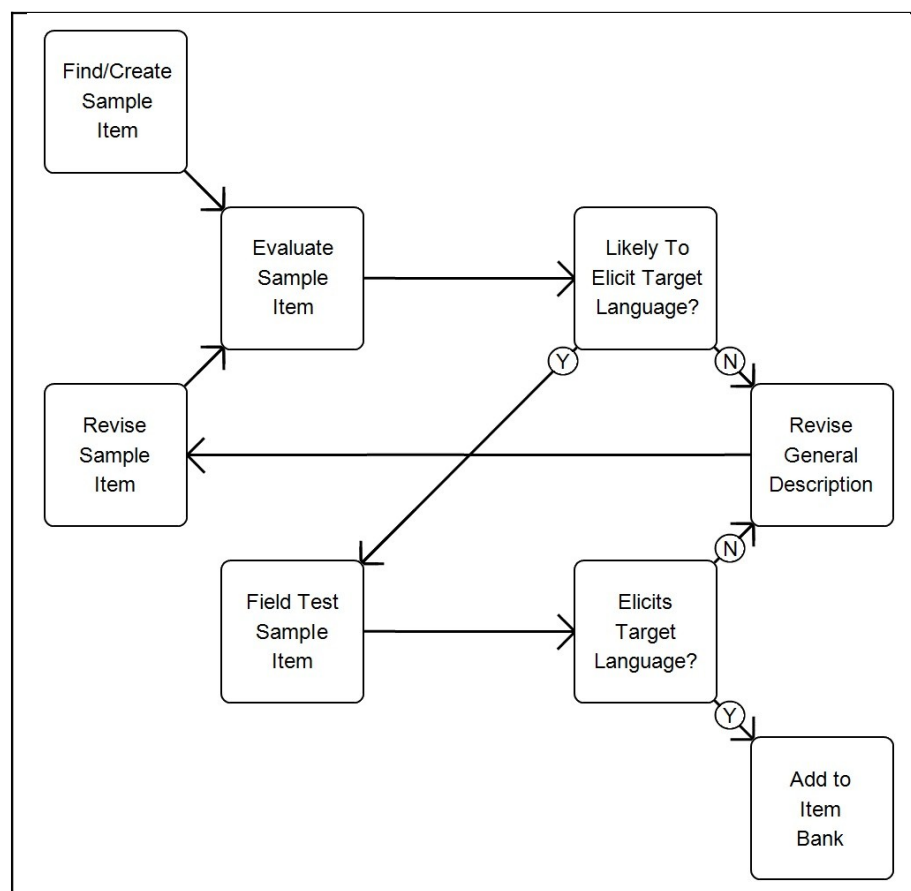 Find/Create
Sample
Item
Evaluate
Sample
Item
Likely To
Elicit Target
Language?
Y
N
Revise
Sample
Item
Revise
General
Description
Field Test
Sample
Item
Elicits
Target
Language?
N
Y
Add to
Item
Bank